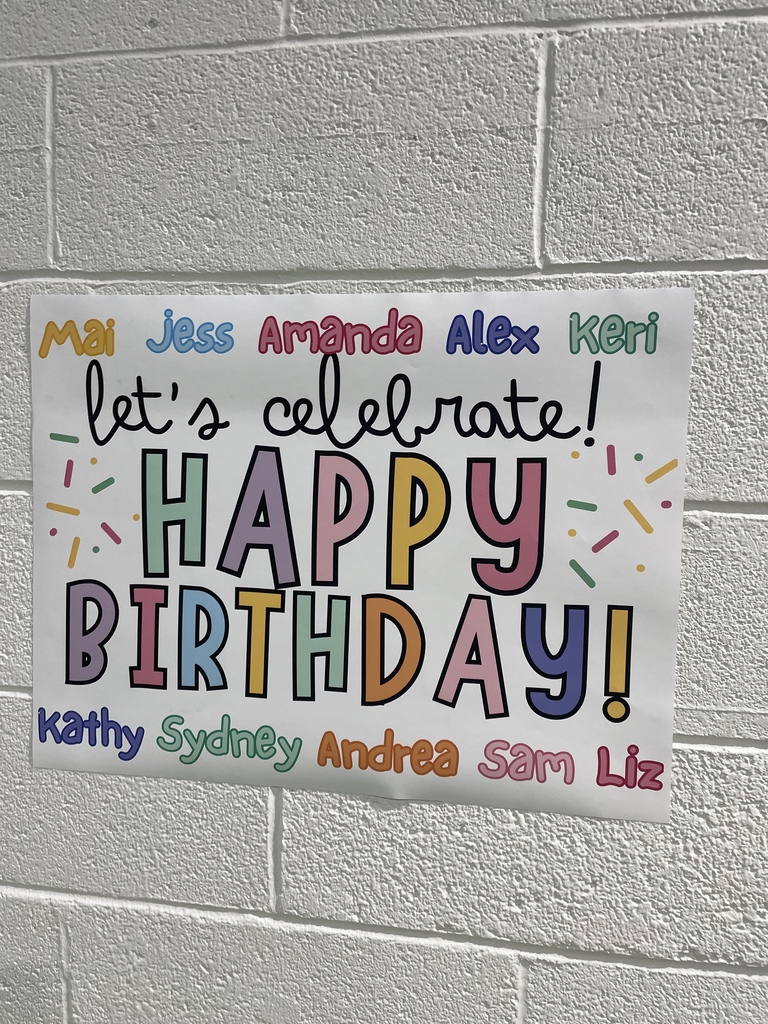 Mai Jess Amanda Alex Keri
let's celebrate!
HAPPY
BIRTHDAY!
Kathy Sydney Andrea Sam Liz